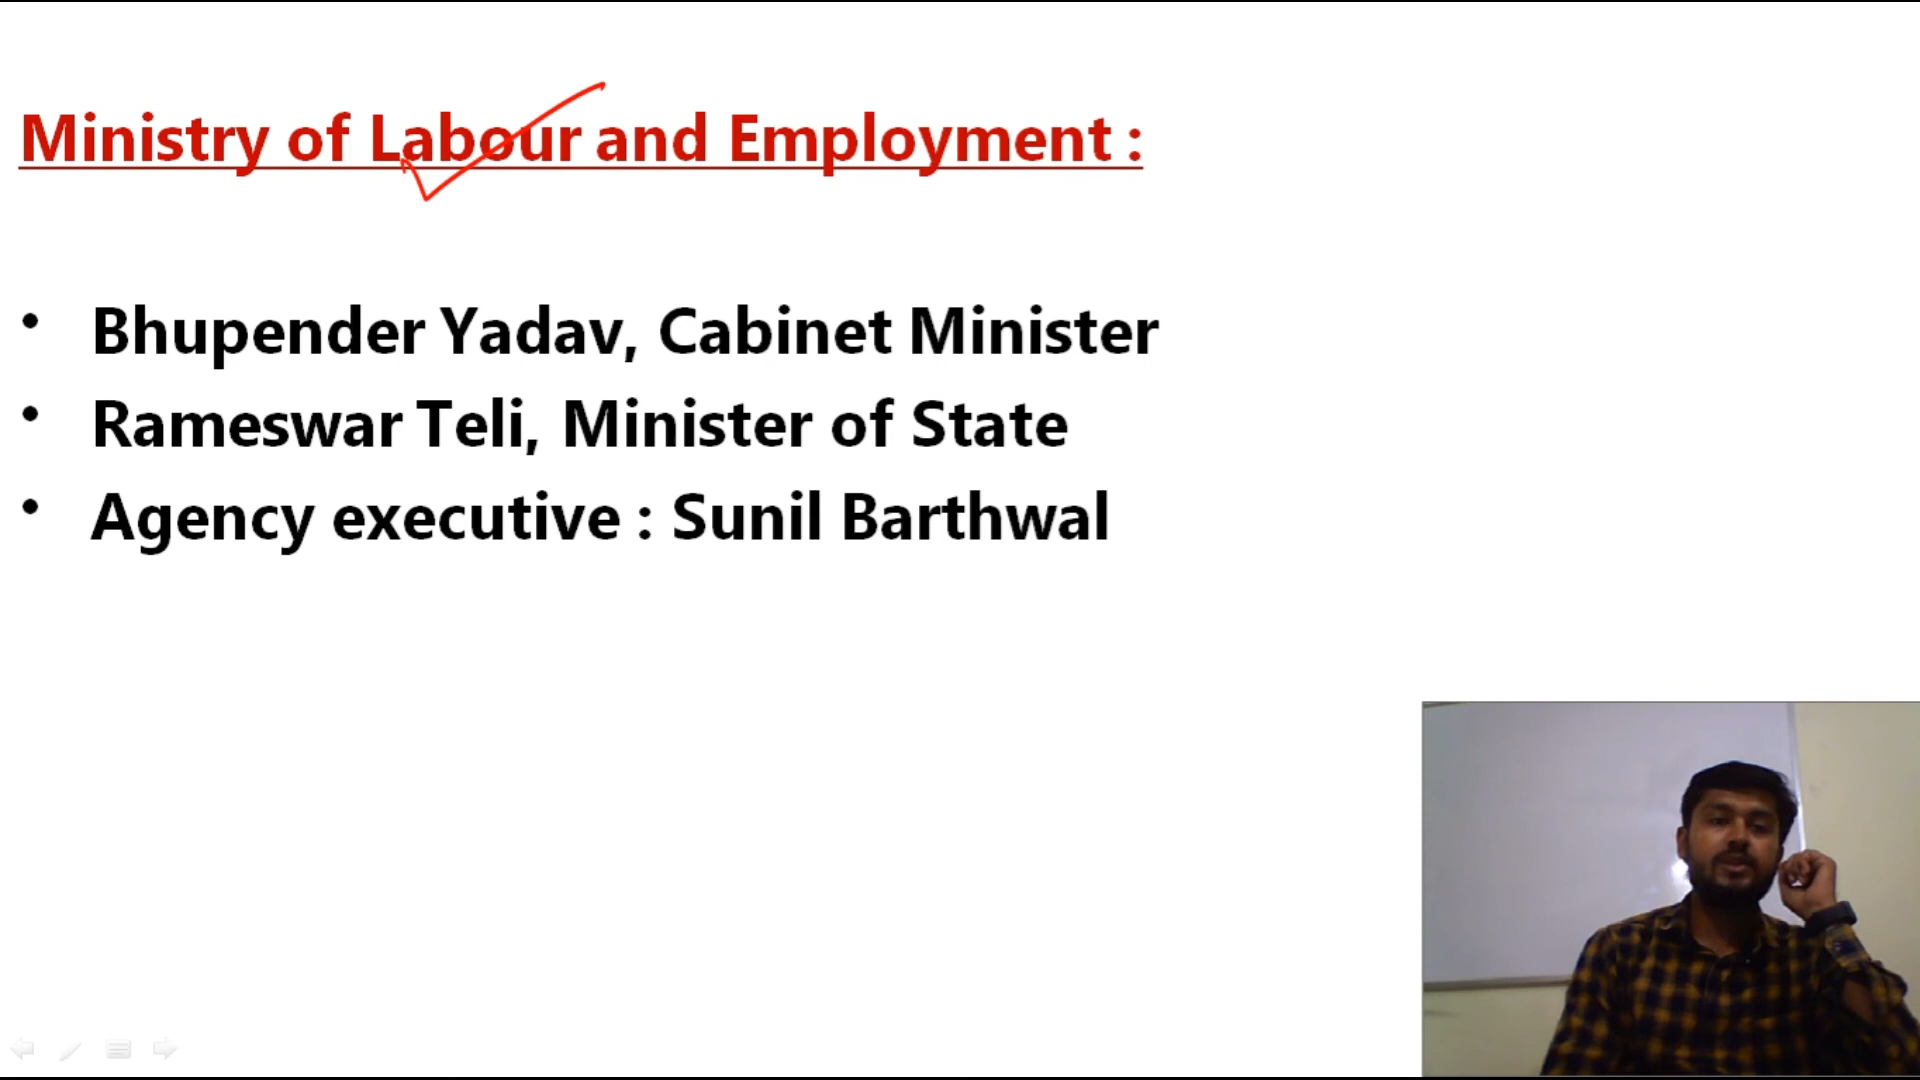 Ministry of Labour and Employment :
• Bhupender Yadav, Cabinet Minister
• Rameswar Teli, Minister of State
• Agency executive : Sunil Barthwal